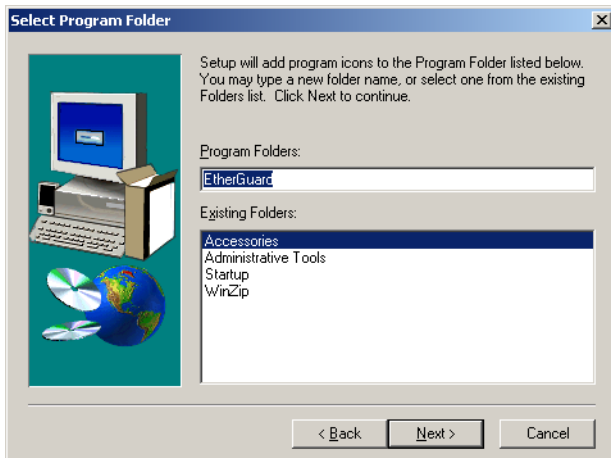 Select Program Folder
Setup will add program icons to the Program Folder listed below.
You may type a new folder name, or select one from the existing
Folders list. Click Next to continue.
Program Folders:
EtherGuard
Existing Folders:
Accessories
Administrative Tools
Startup
WinZip
< Back
Next >
Cancel